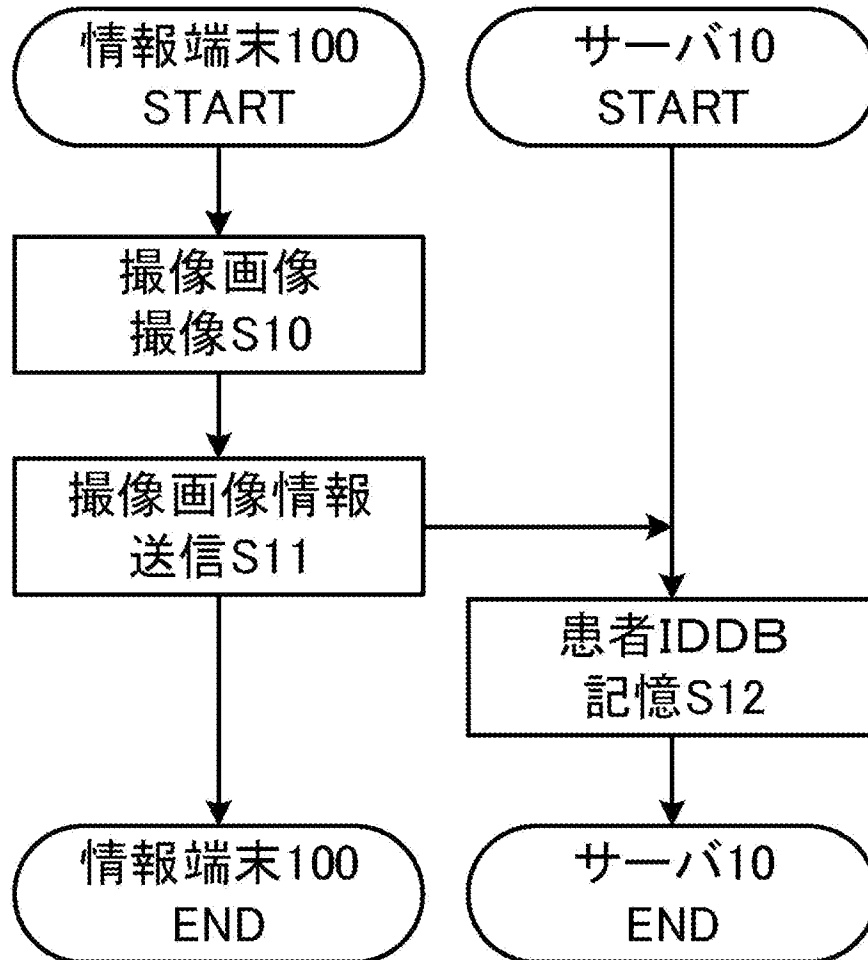 情報端末100
START
サーバ10
START
撮像画像
撮像S10
撮像画像情報
送信S11
患者IDDB
記憶S12
情報端末100
END
サーバ10
END